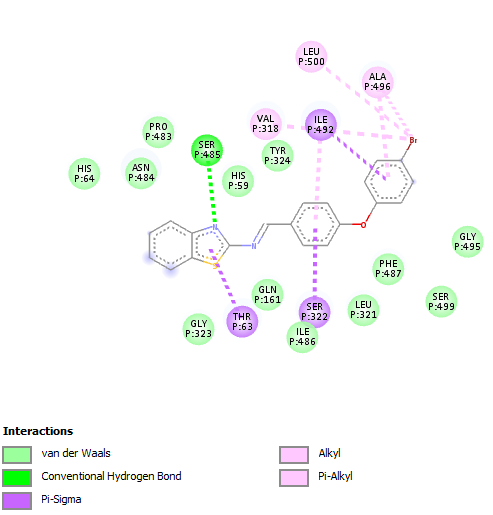 LEU
P:500
ALA
P:496
VAL
P:318
ILE
P:492
PRO
P:483
SER
P:485
TYR
P:324
Br
HIS
P:64
ASN
P:484
HIS
P:59
N
N
O
S
GLY
P:495
PHE
P:487
GLN
P:161
SER
P:499
LEU
P:321
SER
P:322
THR
P:63
GLY
P:323
ILE
P:486
Interactions
van der Waals
Conventional Hydrogen Bond
Pi-Sigma
Alkyl
Pi-Alkyl